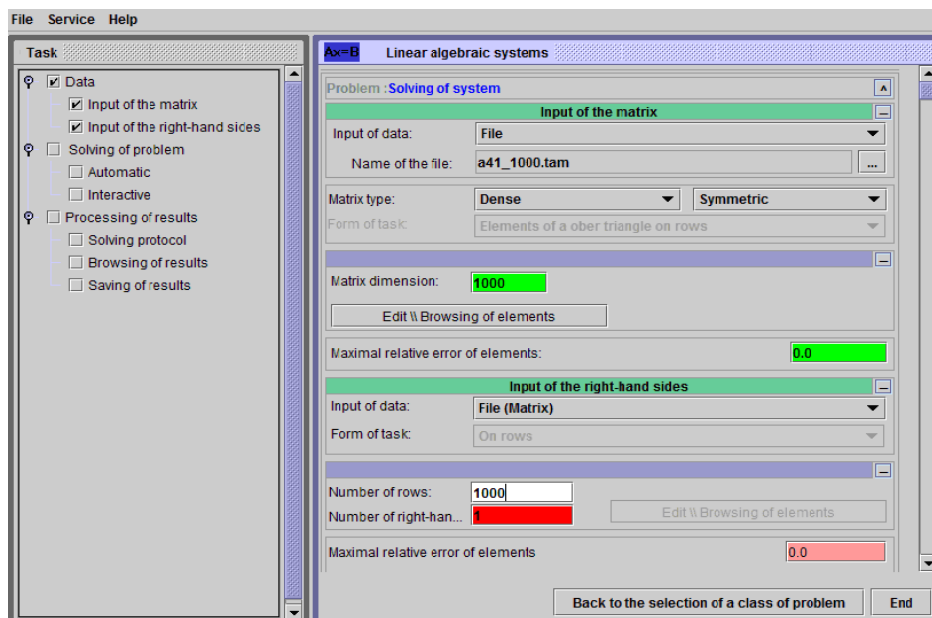 File Service Help
Task
Data
Input of the matrix
Input of the right-hand sides
Solving of problem
Automatic
Interactive
Processing of results
Solving protocol
Browsing of results
Saving of results
Ax=B Linear algebraic systems
Problem :Solving of system
Input of the matrix
Input of data: File
Name of the file: a41_1000.tam ...
Matrix type: Dense Symmetric
Form of task: Elements of a ober triangle on rows
Matrix dimension: 1000
Edit \\ Browsing of elements
Maximal relative error of elements: 0.0
Input of the right-hand sides
Input of data: File (Matrix)
Form of task: On rows
Number of rows: 1000
Number of right-han... 1 Edit \\ Browsing of elements
Maximal relative error of elements 0.0
Back to the selection of a class of problem End